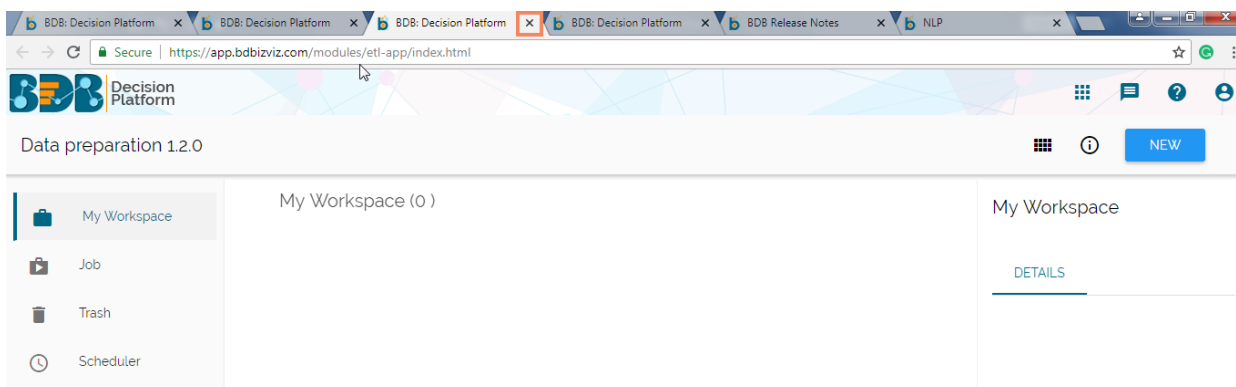 BDB: Decision Platform BDB: Decision Platform BDB: Decision Platform BDB: Decision Platform BDB Release Notes NLP
Secure https://app.bdbizviz.com/modules/etl-app/index.html
BDB Decision
Platform
Data preparation 1.2.0
NEW
My Workspace
Job
Trash
Scheduler
My Workspace (0 )
My Workspace
DETAILS